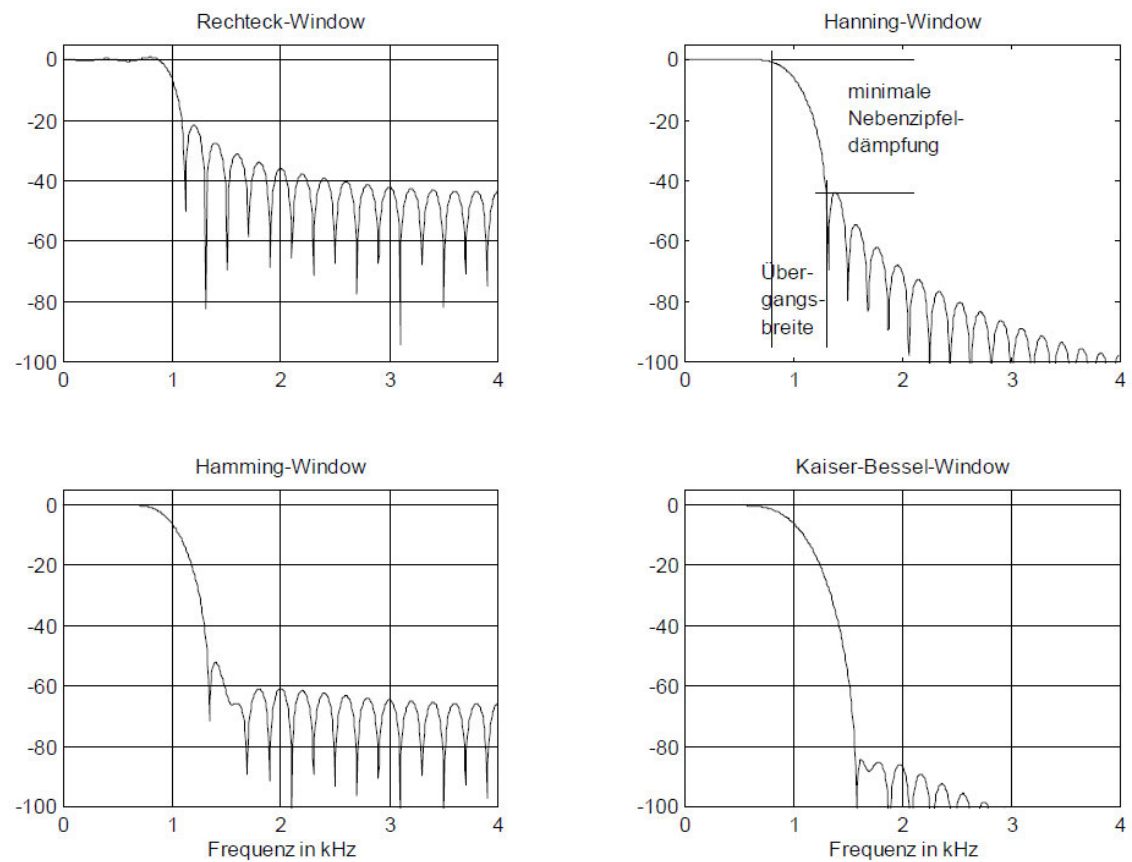 Rechteck-Window
0
-20
-40
-60
-80
-100
0 1 2 3 4
Hanning-Window
0
-20
-40
-60
-80
-100
0 1 2 3 4
minimale
Nebenzipfel-
dämpfung
Über-
gangs-
breite
Hamming-Window
0
-20
-40
-60
-80
-100
0 1 2 3 4
Frequenz in kHz
Kaiser-Bessel-Window
0
-20
-40
-60
-80
-100
0 1 2 3 4
Frequenz in kHz